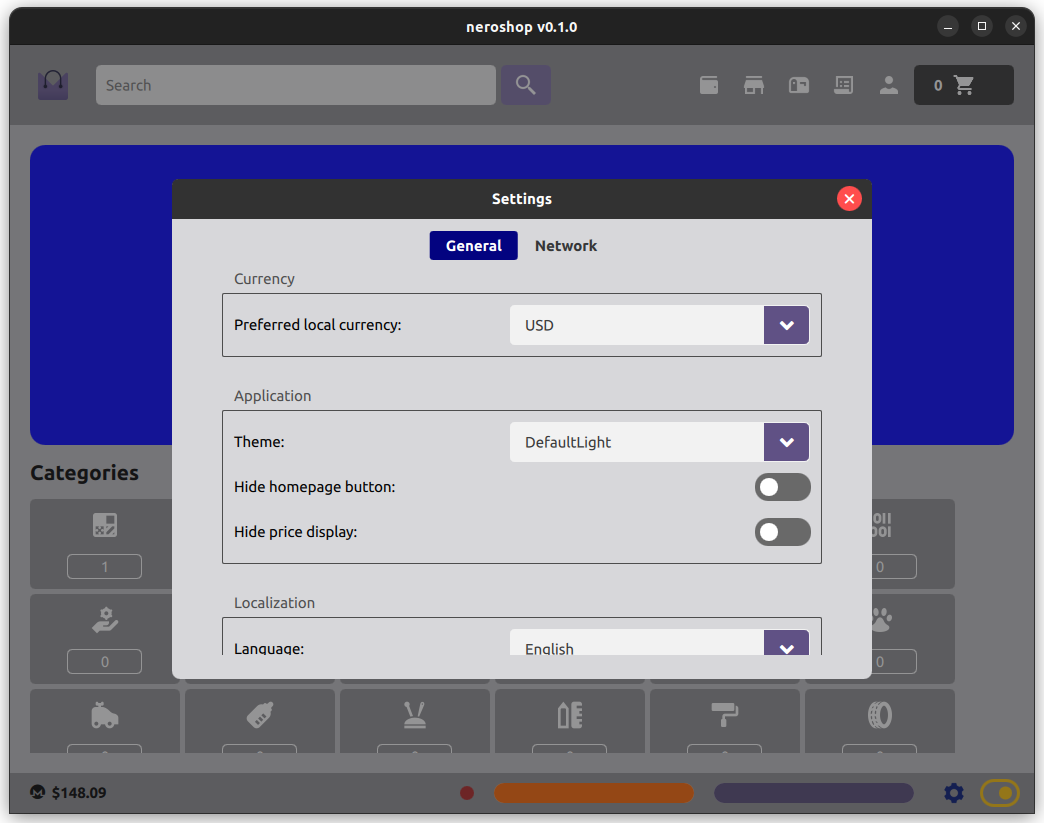 neroshop v0.1.0
Search
0
Settings
General Network
Currency
Preferred local currency: USD
Application
Theme: DefaultLight
Hide homepage button:
Hide price display:
Localization
Language: English
Categories
1
0
0
0
$148.09